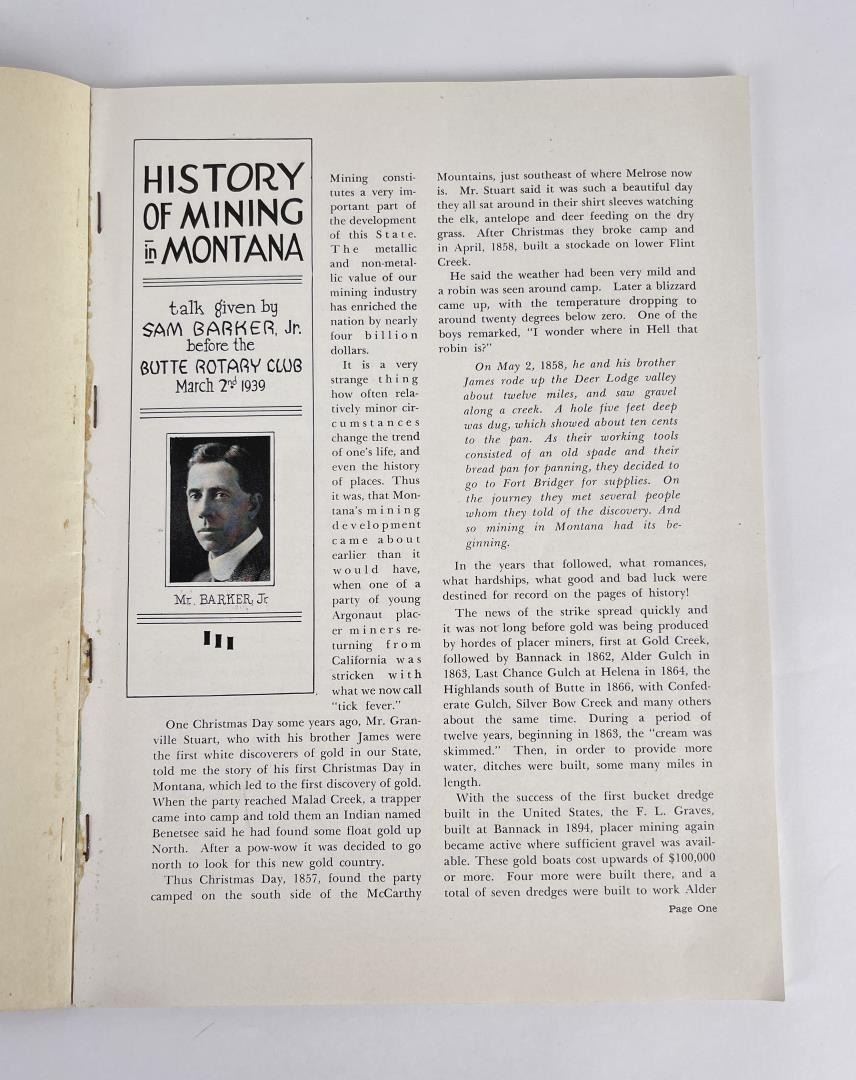 HISTORY
OF MINING
in MONTANA
talk given by
SAM BARKER, Jr.
before the
BUTTE ROTARY CLUB
March 2nd 1939
Mr. BARKER, Jr
Mining consti-
tutes a very im-
portant part of
the development
of this State.
The metallic
and non-metal-
lic value of our
mining industry
has enriched the
nation by nearly
four billion
dollars.
It is a very
strange thing
how often rela-
tively minor cir-
cumstances
change the trend
of one's life, and
even the history
of places. Thus
it was, that Mon-
tana's mining
development
came about
earlier than it
would have,
when one of a
party of young
Argonaut plac-
er miners re-
turning from
California was
stricken with
what we now call
"tick fever."
One Christmas Day some years ago, Mr. Gran-
ville Stuart, who with his brother James were
the first white discoverers of gold in our State,
told me the story of his first Christmas Day in
Montana, which led to the first discovery of gold.
When the party reached Malad Creek, a trapper
came into camp and told them an Indian named
Benetsee said he had found some float gold up
North. After a pow-wow it was decided to go
north to look for this new gold country.
Thus Christmas Day, 1857, found the party
camped on the south side of the McCarthy
Mountains, just southeast of where Melrose now
is. Mr. Stuart said it was such a beautiful day
they all sat around in their shirt sleeves watching
the elk, antelope and deer feeding on the dry
grass. After Christmas they broke camp and
in April, 1858, built a stockade on lower Flint
Creek.
He said the weather had been very mild and
a robin was seen around camp. Later a blizzard
came up, with the temperature dropping to
around twenty degrees below zero. One of the
boys remarked, "I wonder where in Hell that
robin is?"
On May 2, 1858, he and his brother
James rode up the Deer Lodge valley
about twelve miles, and saw gravel
along a creek. A hole five feet deep
was dug, which showed about ten cents
to the pan. As their working tools
consisted of an old spade and their
bread pan for panning, they decided to
go to Fort Bridger for supplies. On
the journey they met several people
whom they told of the discovery. And
so mining in Montana had its be-
ginning.
In the years that followed, what romances,
what hardships, what good and bad luck were
destined for record on the pages of history!
The news of the strike spread quickly and
it was not long before gold was being produced
by hordes of placer miners, first at Gold Creek,
followed by Bannack in 1862, Alder Gulch in
1863, Last Chance Gulch at Helena in 1864, the
Highlands south of Butte in 1866, with Confed-
erate Gulch, Silver Bow Creek and many others
about the same time. During a period of
twelve years, beginning in 1863, the "cream was
skimmed." Then, in order to provide more
water, ditches were built, some many miles in
length.
With the success of the first bucket dredge
built in the United States, the F. L. Graves,
built at Bannack in 1894, placer mining again
became active where sufficient gravel was avail-
able. These gold boats cost upwards of $100,000
or more. Four more were built there, and a
total of seven dredges were built to work Alder
Page One